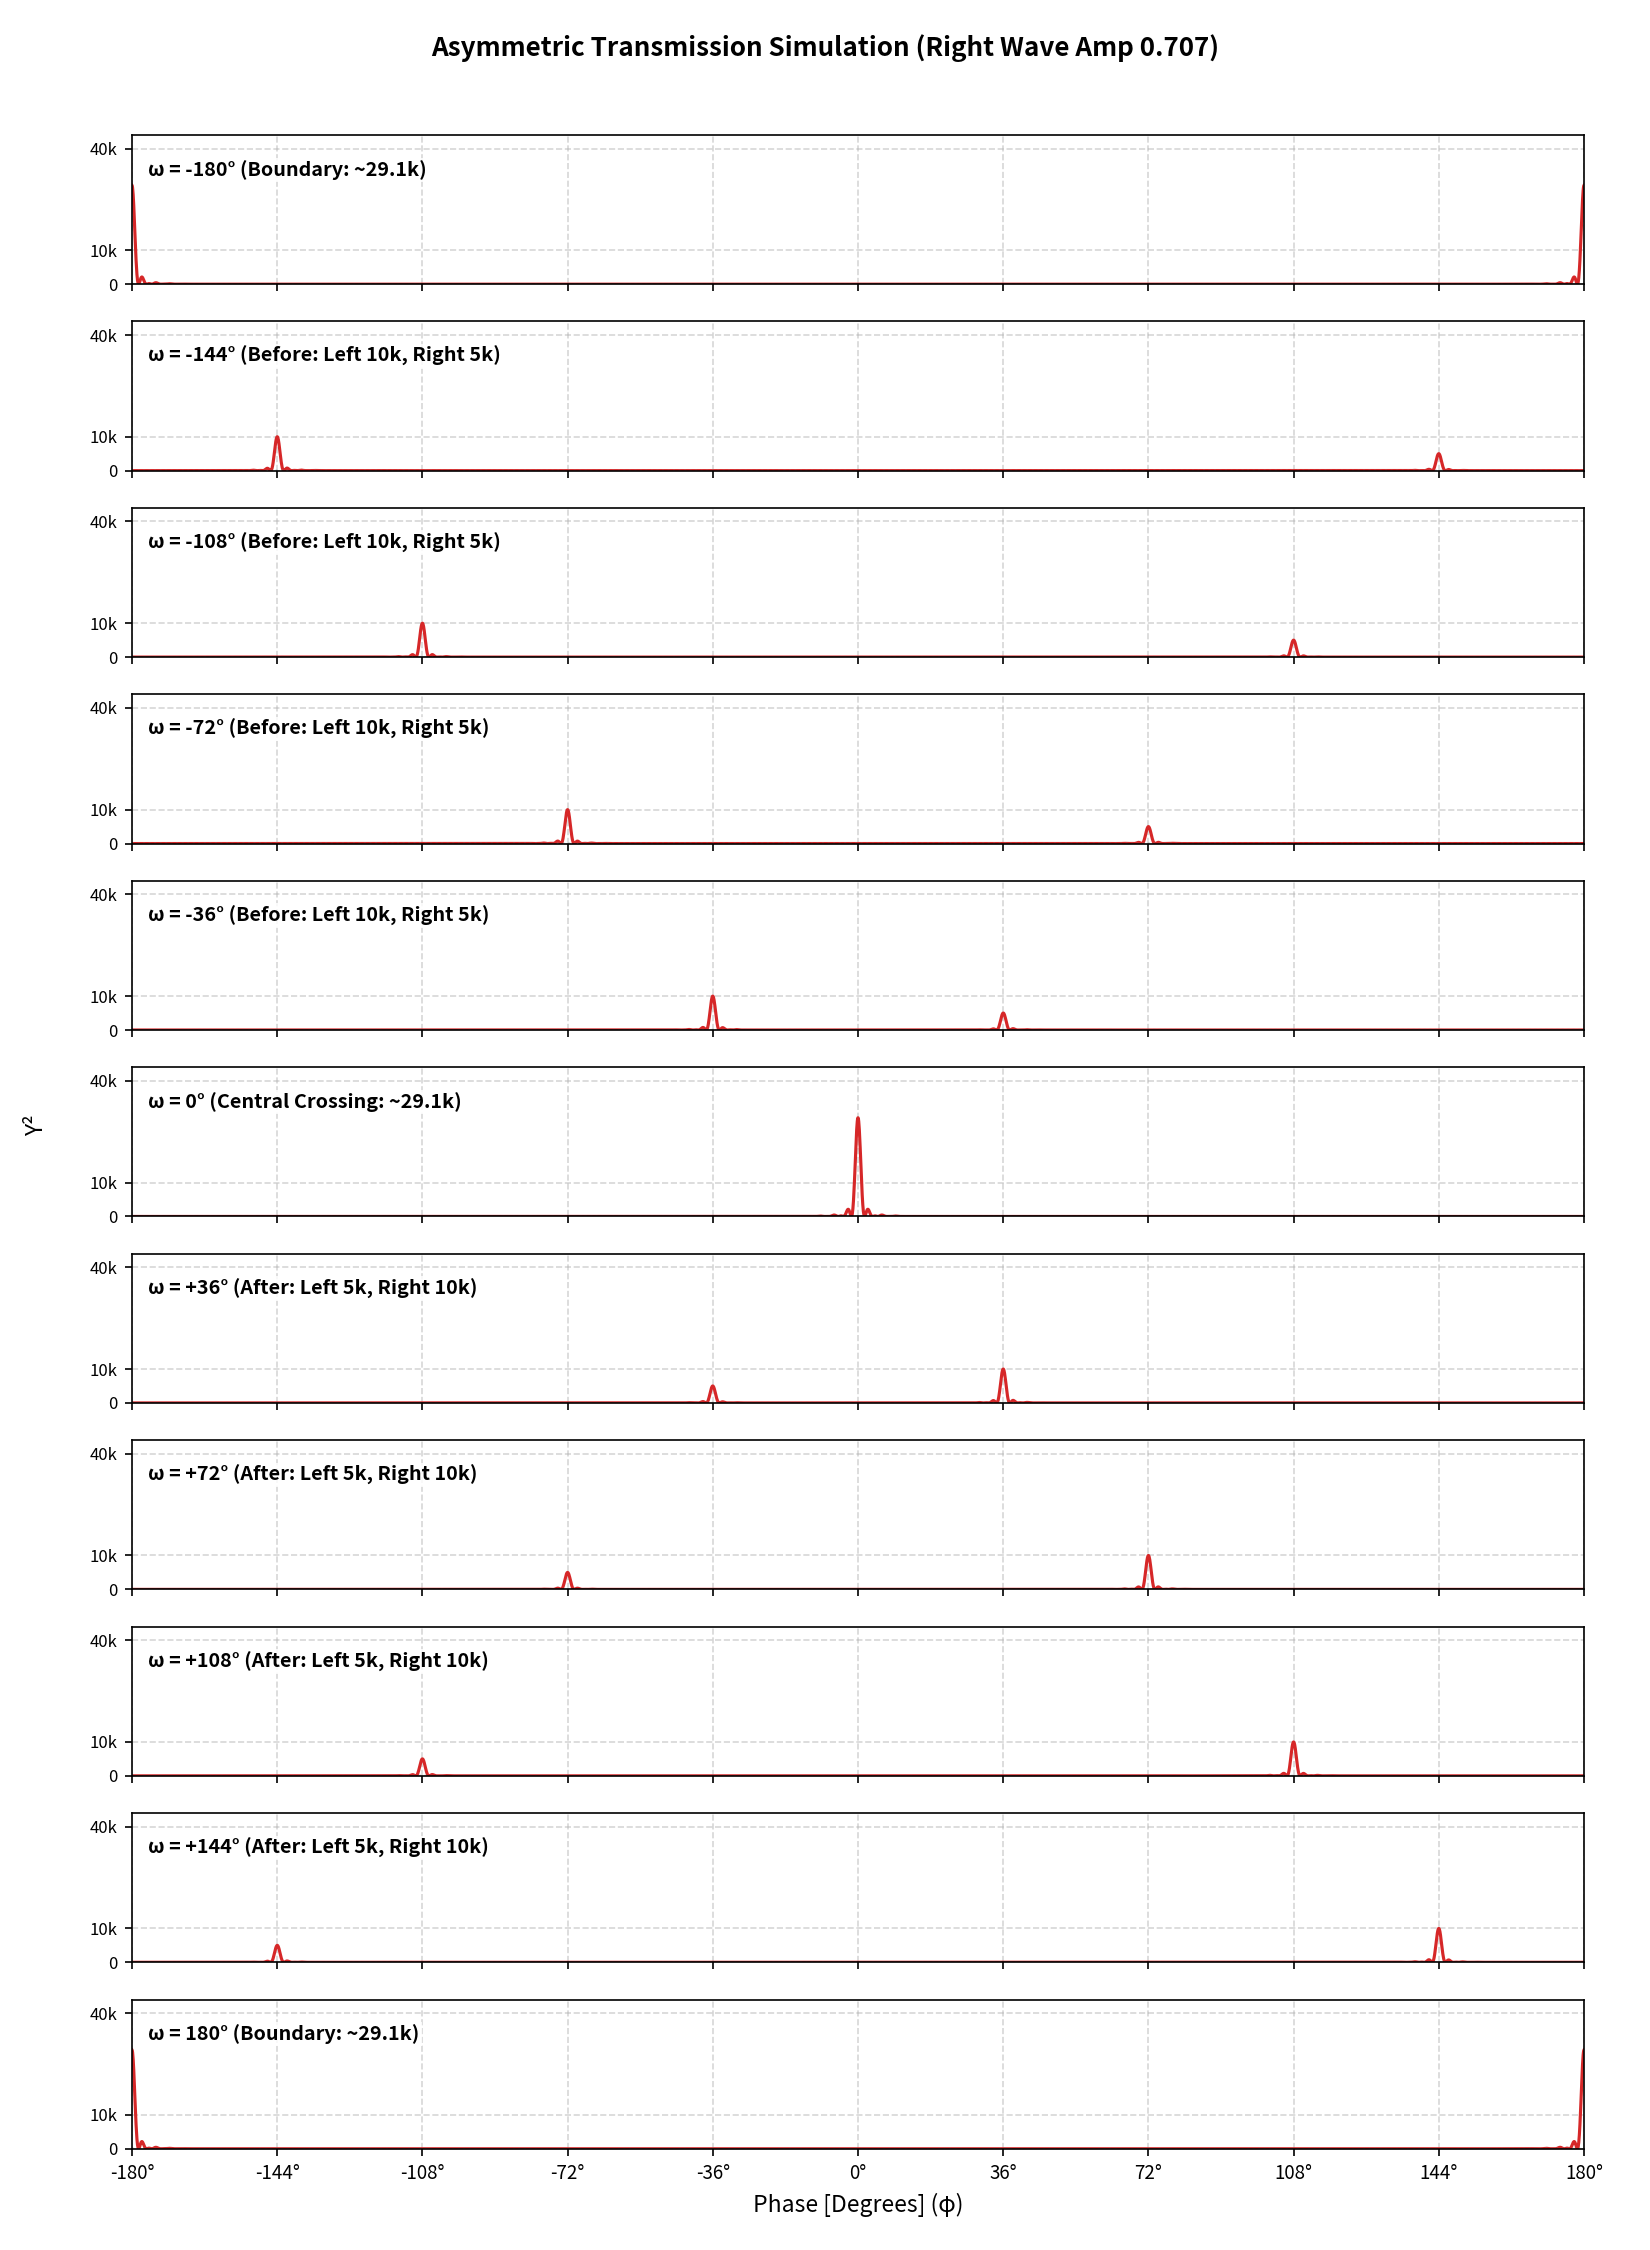 Asymmetric Transmission Simulation (Right Wave Amp 0.707)
40k
ω = -180° (Boundary: ~29.1k)
10k
0
40k
ω = -144° (Before: Left 10k, Right 5k)
10k
0
40k
ω = -108° (Before: Left 10k, Right 5k)
10k
0
40k
ω = -72° (Before: Left 10k, Right 5k)
10k
0
40k
ω = -36° (Before: Left 10k, Right 5k)
10k
0
40k
ω = 0° (Central Crossing: ~29.1k)
Y²
10k
0
40k
ω = +36° (After: Left 5k, Right 10k)
10k
0
40k
ω = +72° (After: Left 5k, Right 10k)
10k
0
40k
ω = +108° (After: Left 5k, Right 10k)
10k
0
40k
ω = +144° (After: Left 5k, Right 10k)
10k
0
40k
ω = 180° (Boundary: ~29.1k)
10k
0
-180° -144° -108° -72° -36° 0° 36° 72° 108° 144° 180°
Phase [Degrees] (φ)